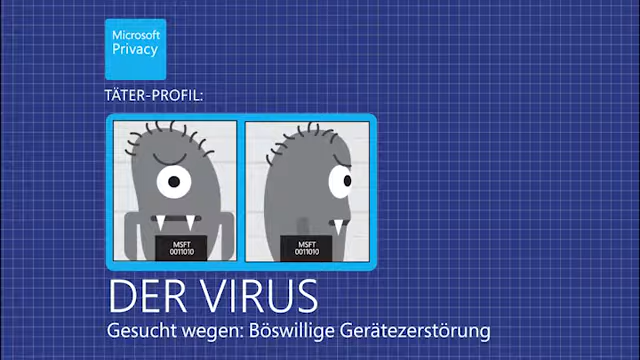 Microsoft
Privacy
TÄTER-PROFIL:
MSFT
0011010
MSFT
0011010
DER VIRUS
Gesucht wegen: Böswillige Gerätezerstörung